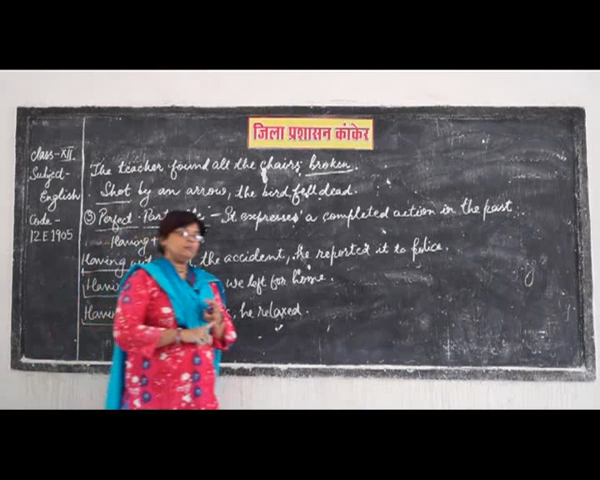 जिला प्रशासन कांकेर
Class-XII
Subject-
English
Code-
12E1905
The teacher found all the chairs broken.
Shot by an arrow, the bird fell dead.
③ Perfect - It expresses a completed action in the past
Having +
Having the accident, he reported it to police.
we left for home.
he relaxed.